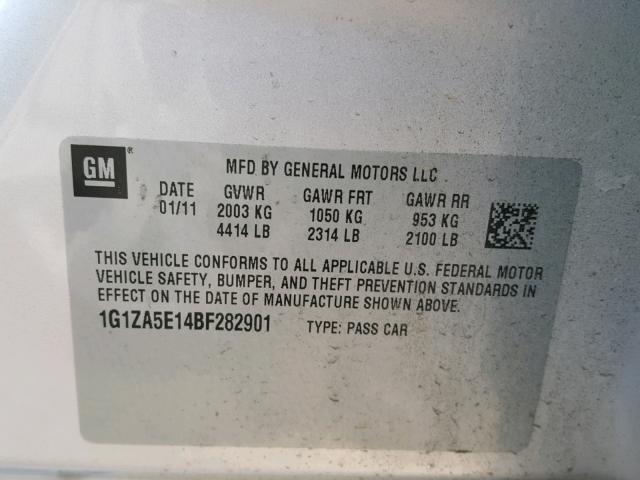 GM®
MFD BY GENERAL MOTORS LLC
DATE GVWR GAWR FRT GAWR RR
01/11 2003 KG 1050 KG 953 KG
4414 LB 2314 LB 2100 LB
THIS VEHICLE CONFORMS TO ALL APPLICABLE U.S. FEDERAL MOTOR
VEHICLE SAFETY, BUMPER, AND THEFT PREVENTION STANDARDS IN
EFFECT ON THE DATE OF MANUFACTURE SHOWN ABOVE.
1G1ZA5E14BF282901 TYPE: PASS CAR